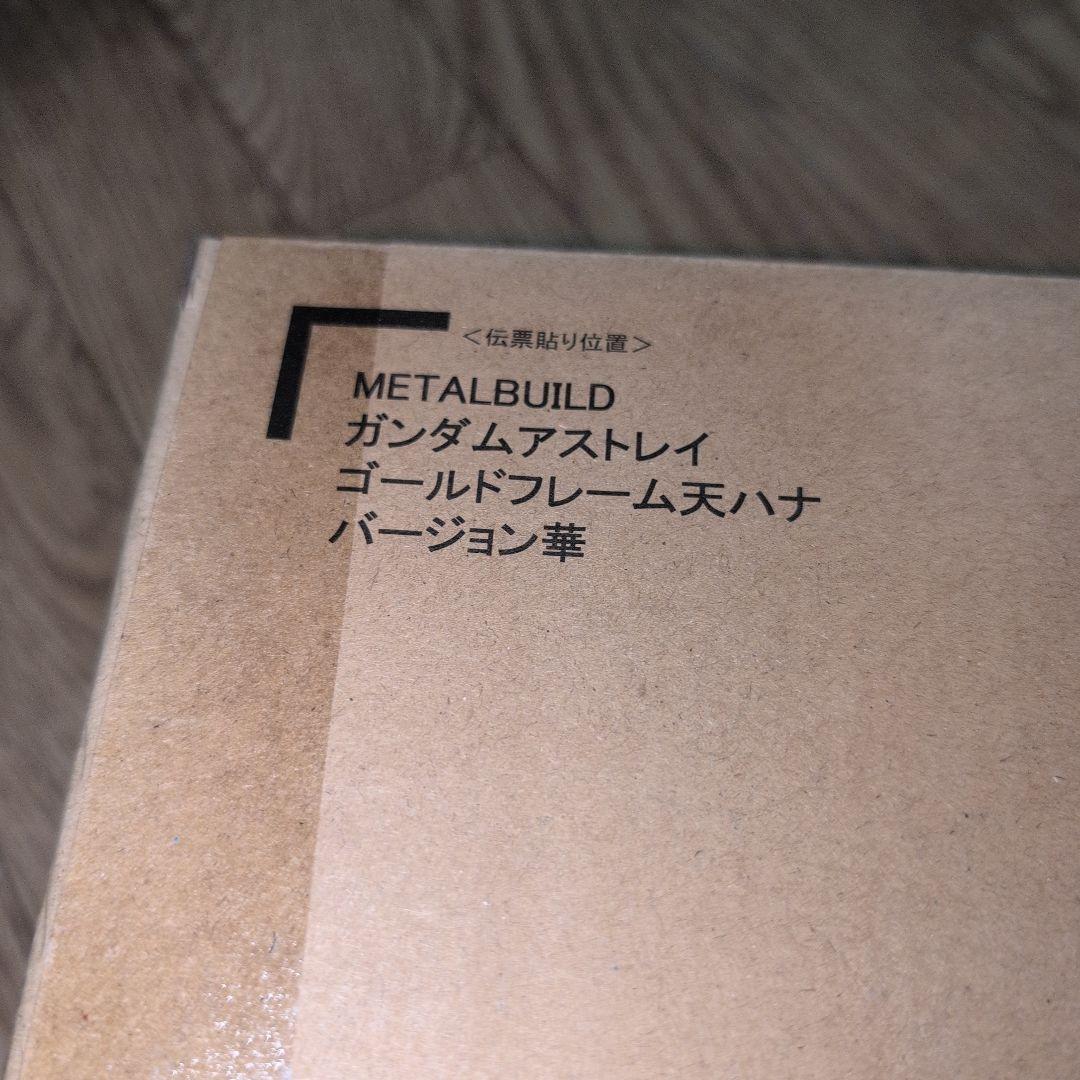 <伝票貼り位置>
METALBUILD
ガンダムアストレイ
ゴールドフレーム天ハナ
バージョン華